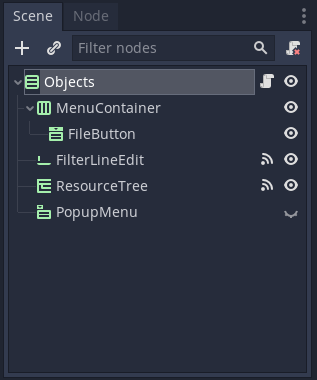 Scene Node
Filter nodes
Objects
MenuContainer
FileButton
FilterLineEdit
ResourceTree
PopupMenu